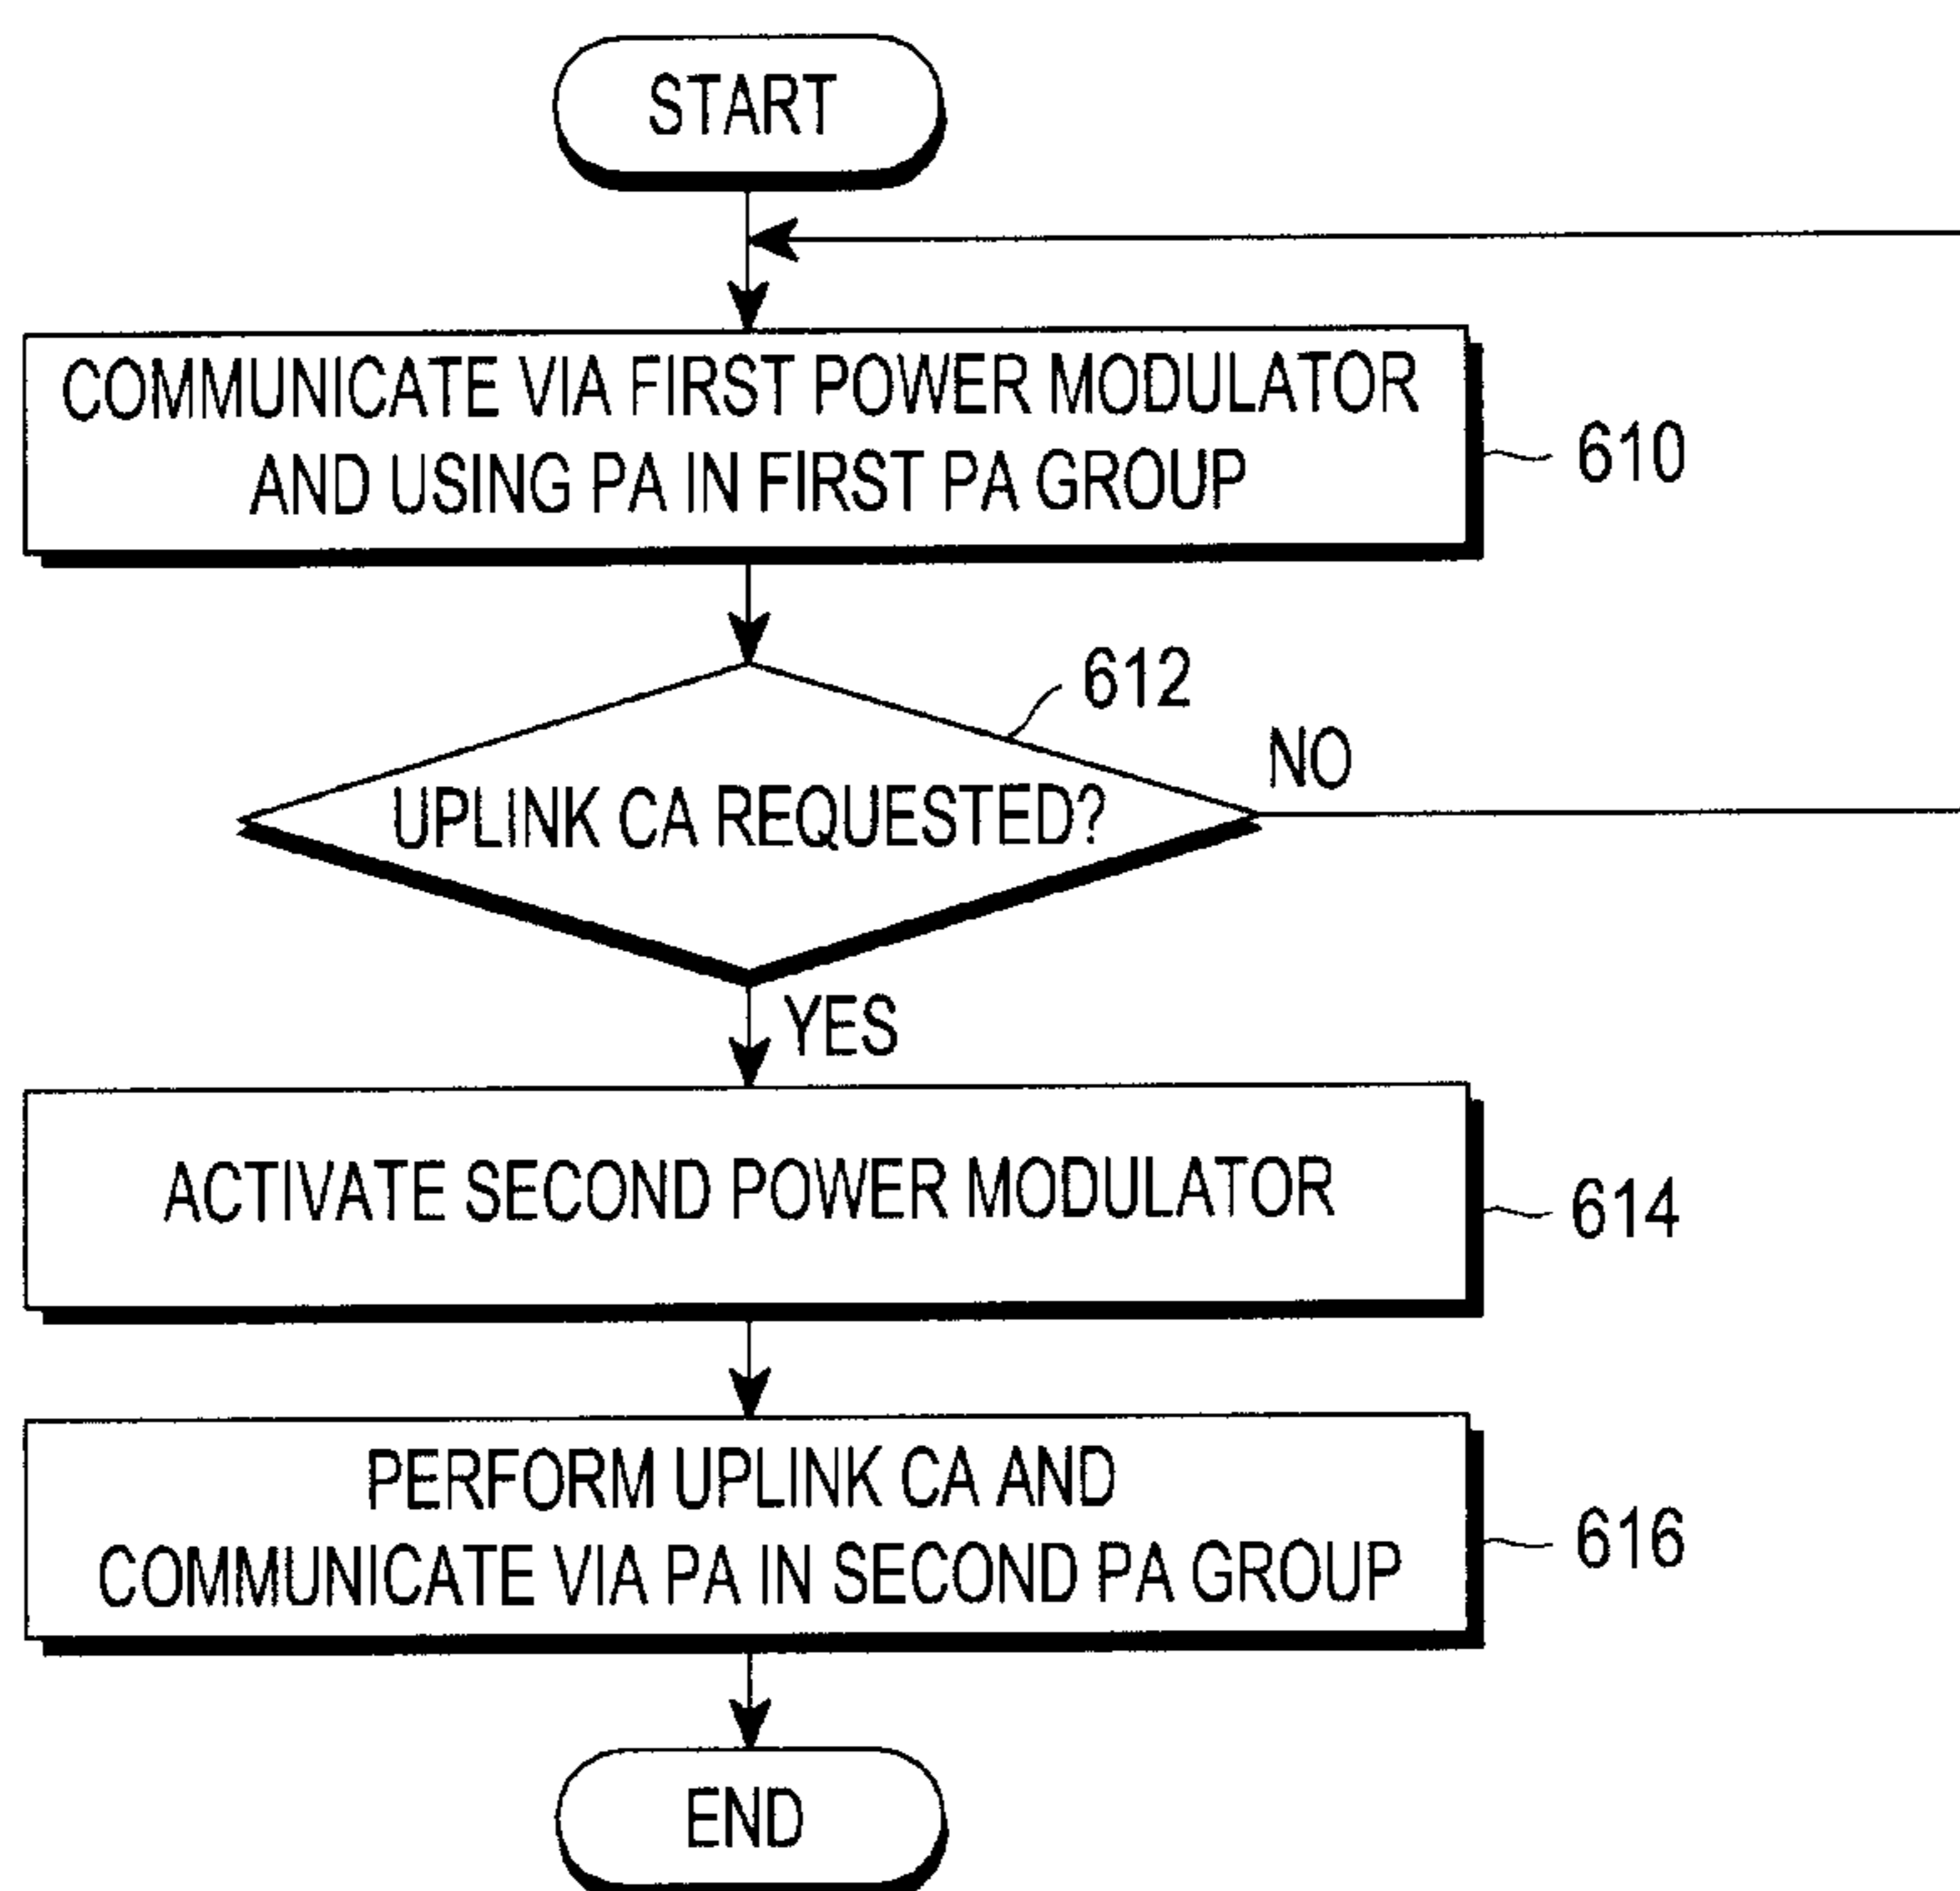 START
COMMUNICATE VIA FIRST POWER MODULATOR
AND USING PA IN FIRST PA GROUP
610
612
UPLINK CA REQUESTED?
NO
YES
ACTIVATE SECOND POWER MODULATOR
614
PERFORM UPLINK CA AND
COMMUNICATE VIA PA IN SECOND PA GROUP
616
END